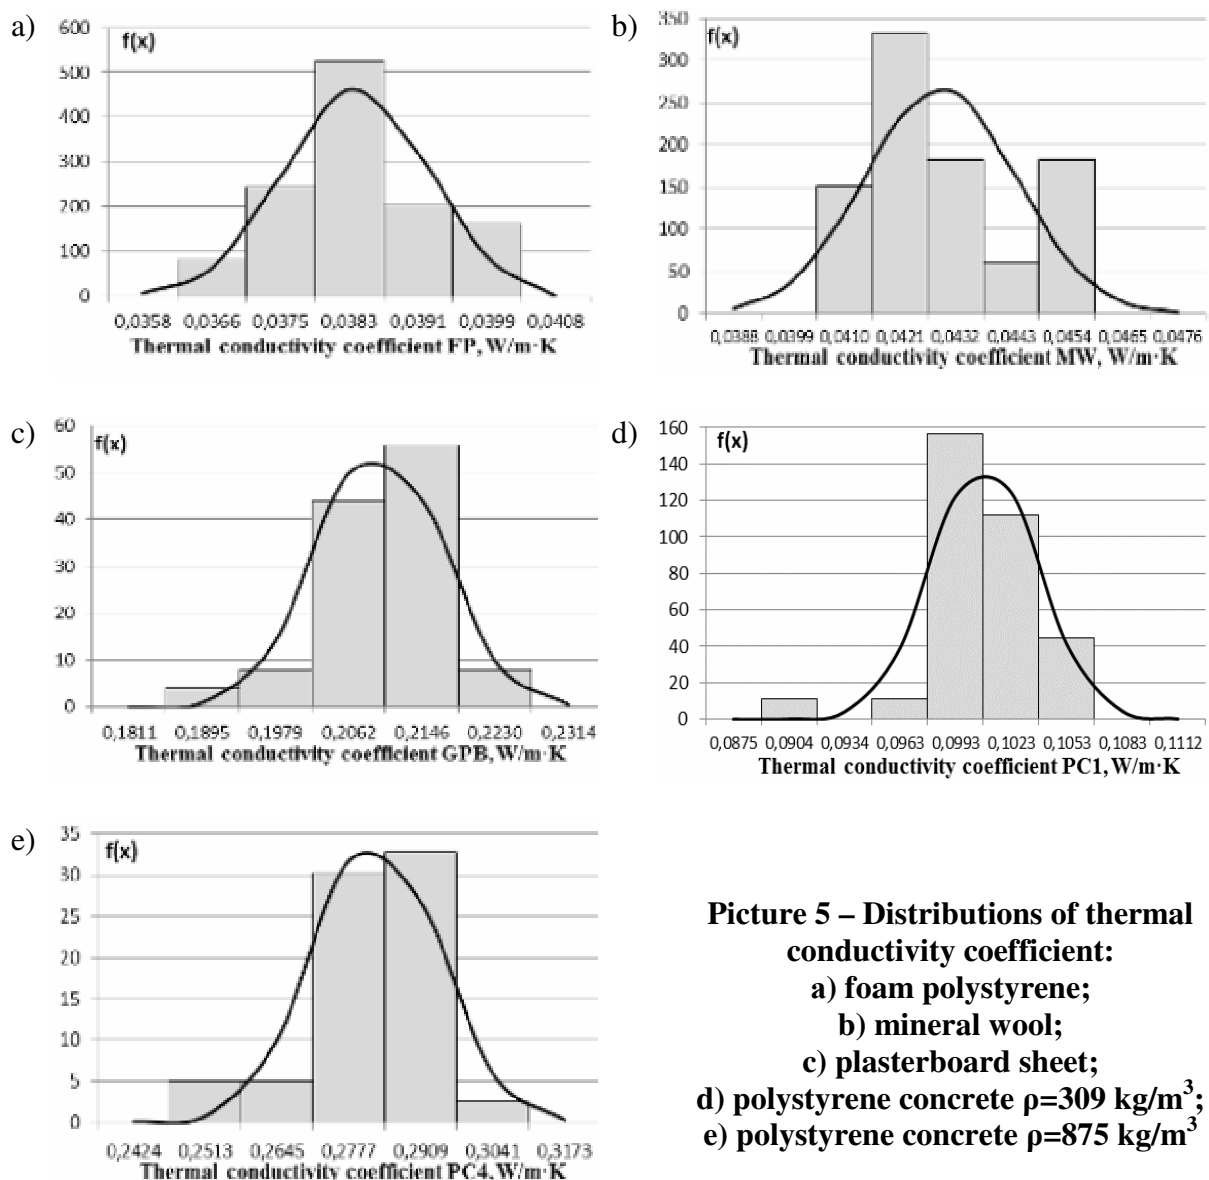 a)
600
500
400
300
200
100
0
f(x)
0,0358 0,0366 0,0375 0,0383 0,0391 0,0399 0,0408
Thermal conductivity coefficient FP, W/m·K
b)
350
300
250
200
150
100
50
0
f(x)
0,0388 0,0399 0,0410 0,0421 0,0432 0,0443 0,0454 0,0465 0,0476
Thermal conductivity coefficient MW, W/m·K
c)
60
50
40
30
20
10
0
f(x)
0,1811 0,1895 0,1979 0,2062 0,2146 0,2230 0,2314
Thermal conductivity coefficient GPB, W/m·K
d)
160
140
120
100
80
60
40
20
0
f(x)
0,0875 0,0904 0,0934 0,0963 0,0993 0,1023 0,1053 0,1083 0,1112
Thermal conductivity coefficient PC1, W/m·K
e)
35
30
25
20
15
10
5
0
f(x)
0,2424 0,2513 0,2645 0,2777 0,2909 0,3041 0,3173
Thermal conductivity coefficient PC4, W/m·K
Picture 5 – Distributions of thermal
conductivity coefficient:
a) foam polystyrene;
b) mineral wool;
c) plasterboard sheet;
d) polystyrene concrete ρ=309 kg/m³;
e) polystyrene concrete ρ=875 kg/m³